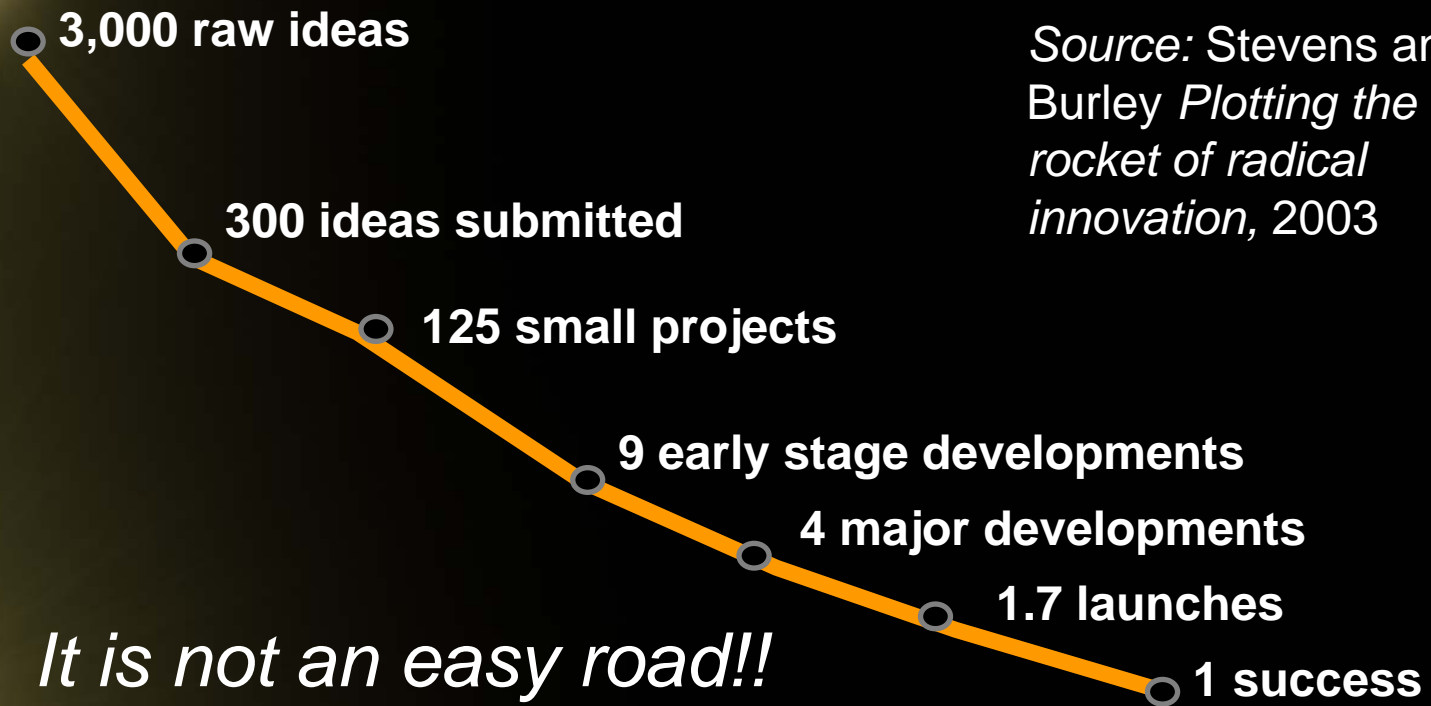 3,000 raw ideas
Source: Stevens
Burley Plotting the
rocket of radical
innovation, 2003
300 ideas submitted
125 small projects
9 early stage developments
4 major developments
1.7 launches
It is not an easy road!!
1 success